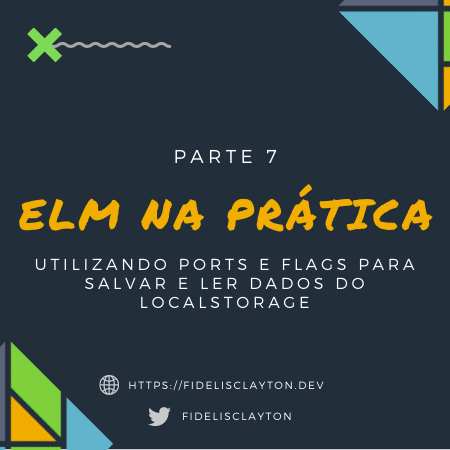 PARTE 7
ELM NA PRÁTICA
UTILIZANDO PORTS E FLAGS PARA
SALVAR E LER DADOS DO
LOCALSTORAGE
HTTPS://FIDELISCLAYTON.DEV
FIDELISCLAYTON